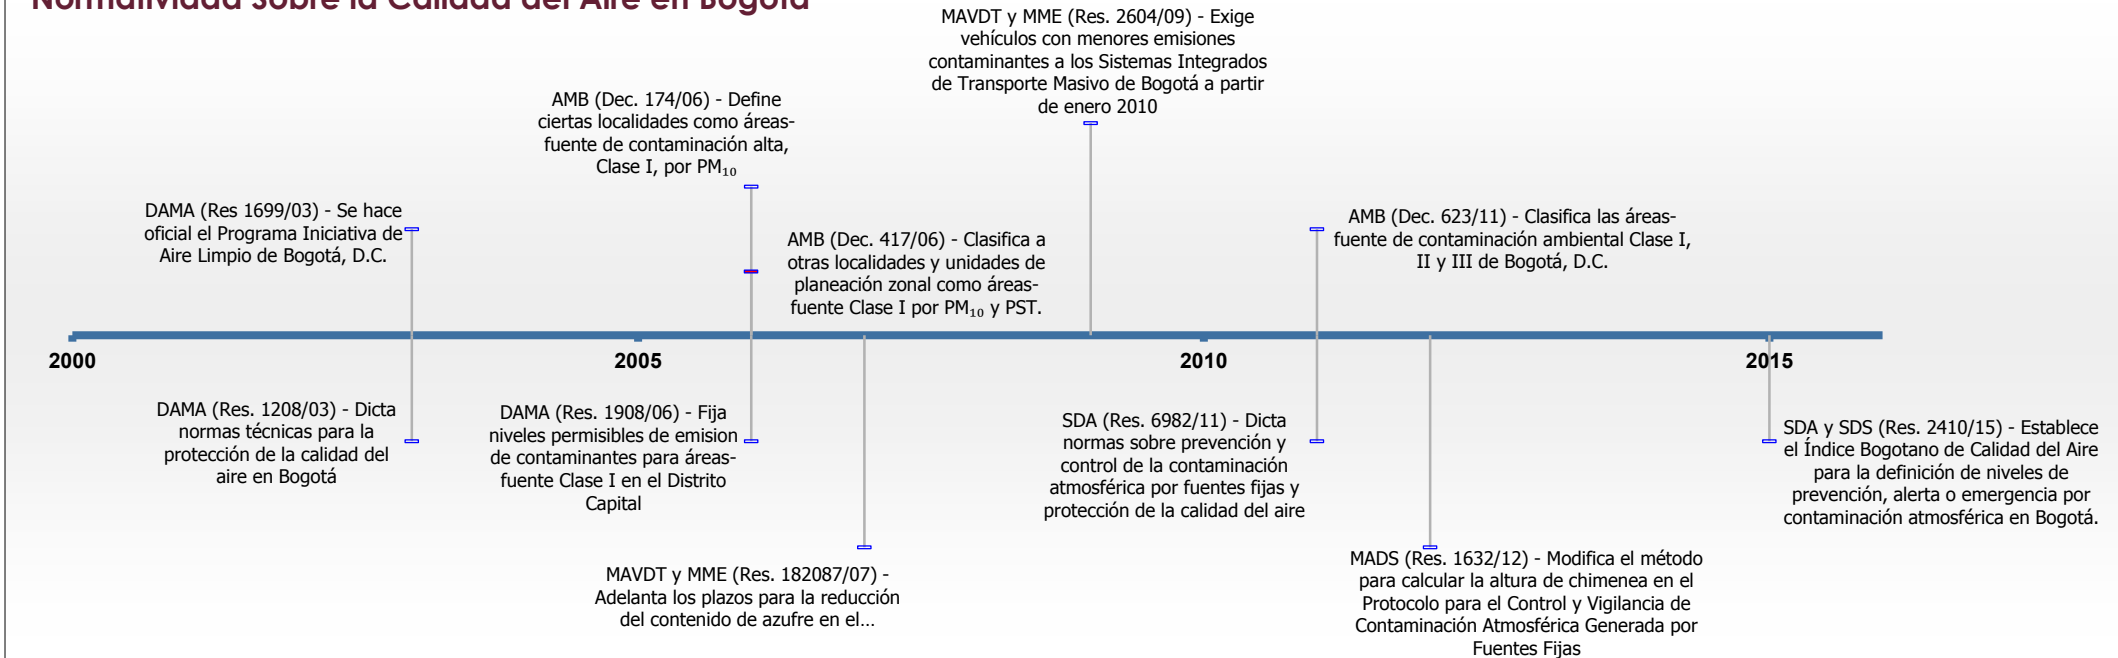 Normatividad Sobre la Calidad del Aire en Bogotá
MAVDT y MME (Res. 2604/09) - Exige
vehículos con menores emisiones
contaminantes a los Sistemas Integrados
de Transporte Masivo de Bogotá a partir
de enero 2010
AMB (Dec. 174/06) - Define
ciertas localidades como áreas-
fuente de contaminación alta,
Clase I, por PM₁₀
DAMA (Res 1699/03) - Se hace
oficial el Programa Iniciativa de
Aire Limpio de Bogotá, D.C.
AMB (Dec. 417/06) - Clasifica a
otras localidades y unidades de
planeación zonal como áreas-
fuente Clase I por PM₁₀ y PST.
AMB (Dec. 623/11) - Clasifica las áreas-
fuente de contaminación ambiental Clase I,
II y III de Bogotá, D.C.
2000
2005
2010
2015
DAMA (Res. 1208/03) - Dicta
normas técnicas para la
protección de la calidad del
aire en Bogotá
DAMA (Res. 1908/06) - Fija
niveles permisibles de emision
de contaminantes para áreas-
fuente Clase I en el Distrito
Capital
MAVDT y MME (Res. 182087/07) -
Adelanta los plazos para la reducción
del contenido de azufre en el...
SDA (Res. 6982/11) - Dicta
normas sobre prevención y
control de la contaminación
atmosférica por fuentes fijas y
protección de la calidad del aire
MADS (Res. 1632/12) - Modifica el método
para calcular la altura de chimenea en el
Protocolo para el Control y Vigilancia de
Contaminación Atmosférica Generada por
Fuentes Fijas
SDA y SDS (Res. 2410/15) - Establece
el Índice Bogotano de Calidad del Aire
para la definición de niveles de
prevención, alerta o emergencia por
contaminación atmosférica en Bogotá.